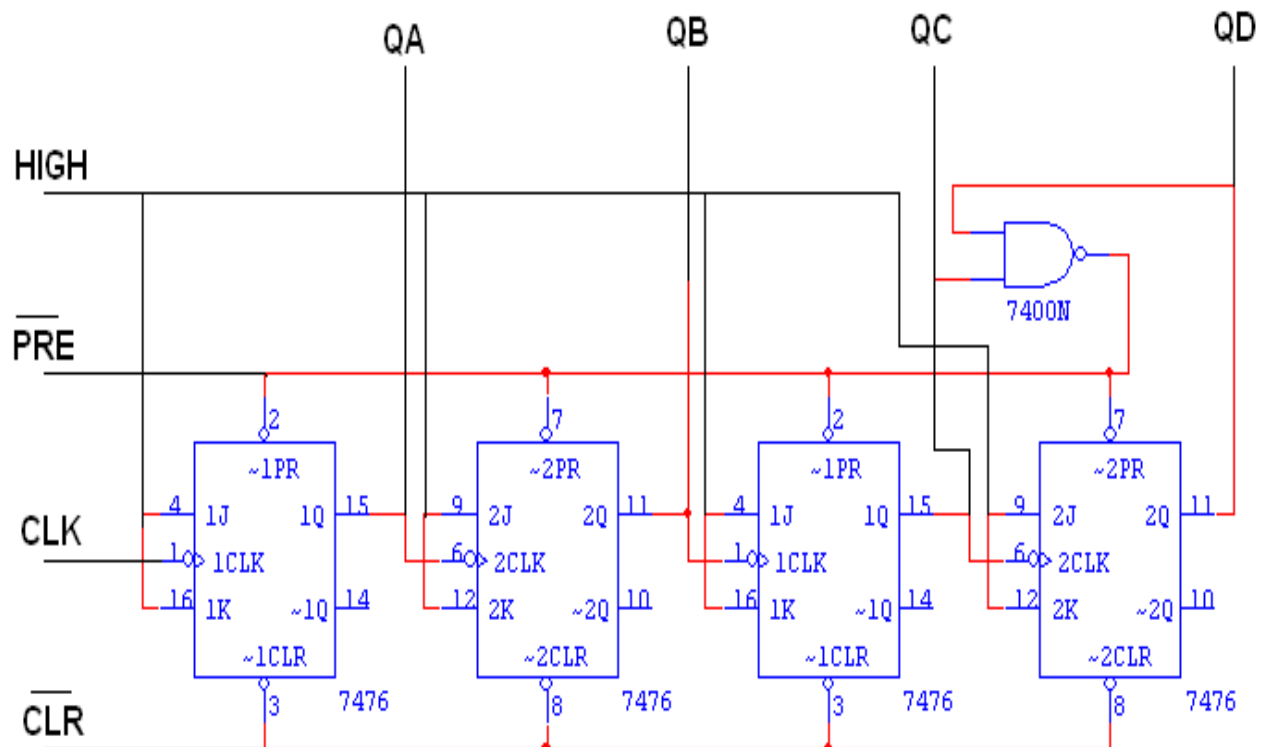 QA QB QC QD
HIGH
7400N
PRE
2 7 2 7
~1PR ~2PR ~1PR ~2PR
4 1J 1Q 15 9 2J 2Q 11 4 1J 1Q 15 9 2J 2Q 11
CLK 1 1CLK 6 2CLK 1 1CLK 6 2CLK
16 1K ~1Q 14 12 2K ~2Q 10 16 1K ~1Q 14 12 2K ~2Q 10
~1CLR ~2CLR ~1CLR ~2CLR
3 7476 8 7476 3 7476 8 7476
CLR